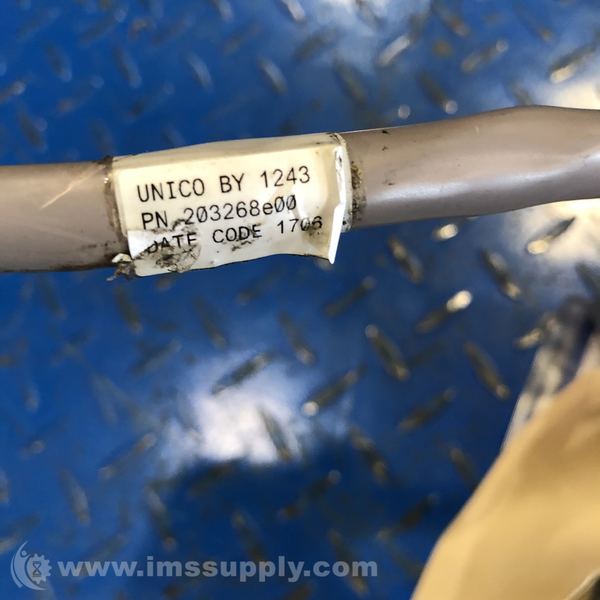 UNICO BY 1243
PN 203268e00
DATE CODE 1706
www.imssupply.com